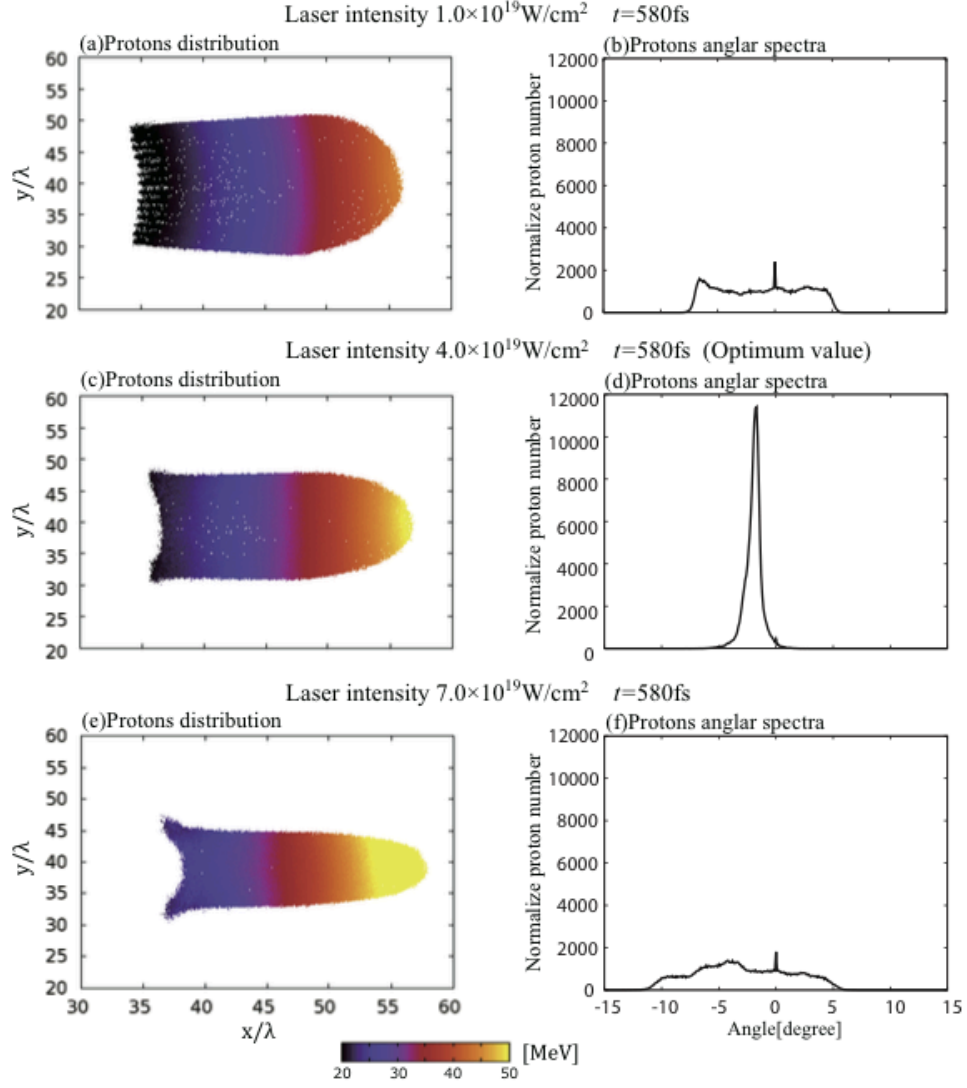 Laser intensity 1.0×10¹⁹W/cm² t=580fs
(a)Protons distribution
(b)Protons anglar spectra
60
55
50
45
40
35
30
25
20
y/λ
12000
10000
8000
6000
4000
2000
0
Normalize proton number
Laser intensity 4.0×10¹⁹W/cm² t=580fs (Optimum value)
(c)Protons distribution
(d)Protons anglar spectra
60
55
50
45
40
35
30
25
20
y/λ
12000
10000
8000
6000
4000
2000
0
Normalize proton number
Laser intensity 7.0×10¹⁹W/cm² t=580fs
(e)Protons distribution
(f)Protons anglar spectra
60
55
50
45
40
35
30
25
20
y/λ
30 35 40 45 50 55 60
x/λ
12000
10000
8000
6000
4000
2000
0
Normalize proton number
-15 -10 -5 0 5 10 15
Angle[degree]
20 30 40 50
[MeV]